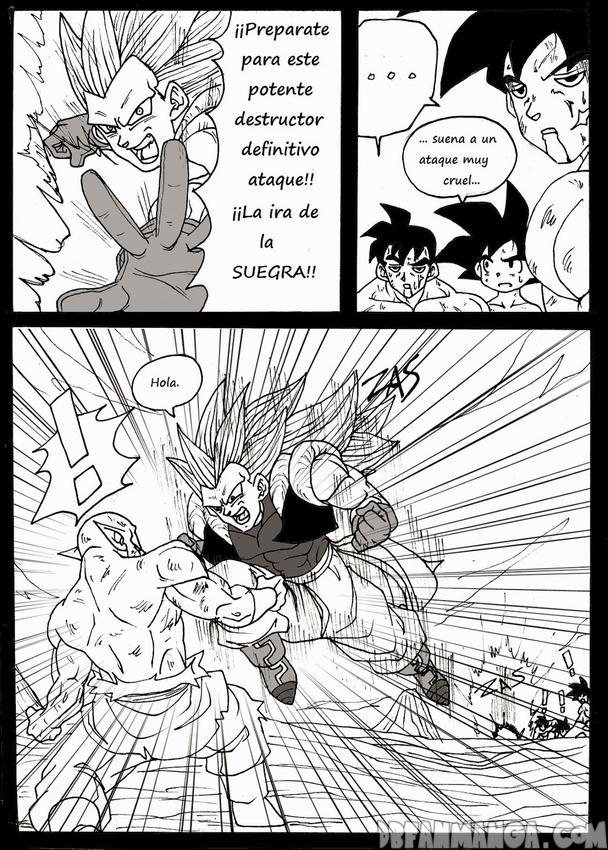 ¡¡Preparate
para este
potente
destructor
definitivo
ataque!!
¡¡La ira de
la
SUEGRA!!
...
... suena a un
ataque muy
cruel...
Hola.
ZAS
!
ZAS
!
!!
!
DBFANMANGA.COM